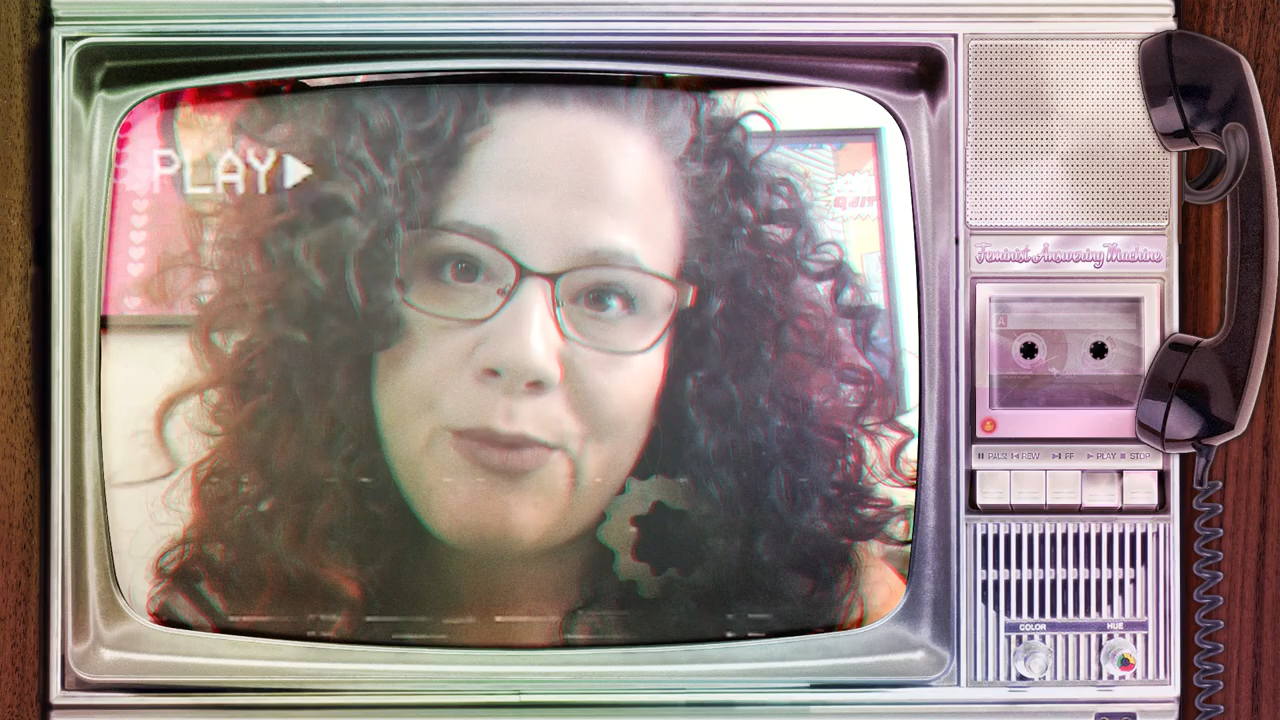 PLAY
Feminist Answering Machine
A
PAUSE REW FF PLAY STOP
COLOR HUE